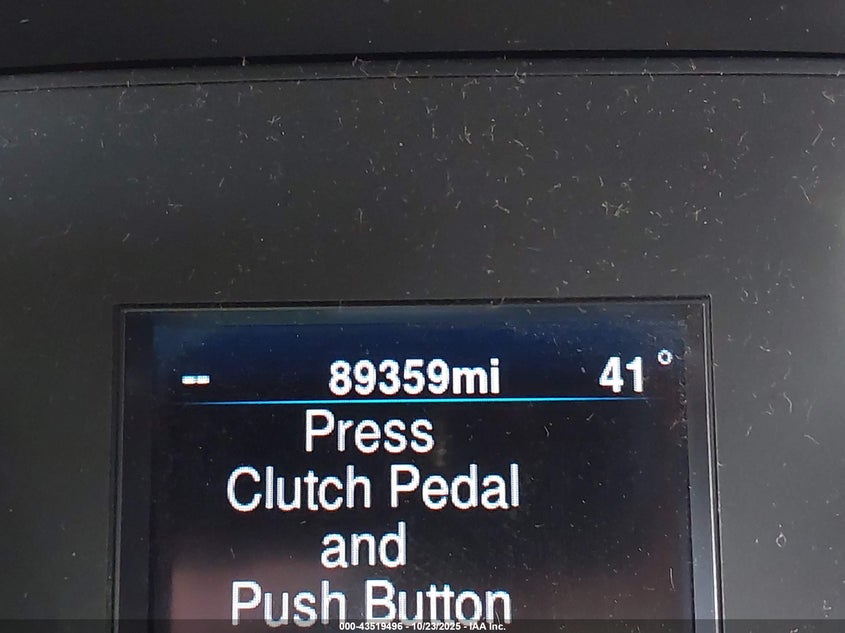 -- 89359mi 41°
Press
Clutch Pedal
and
Push Button
000-43519496 - 10/23/2025 - IAA Inc.